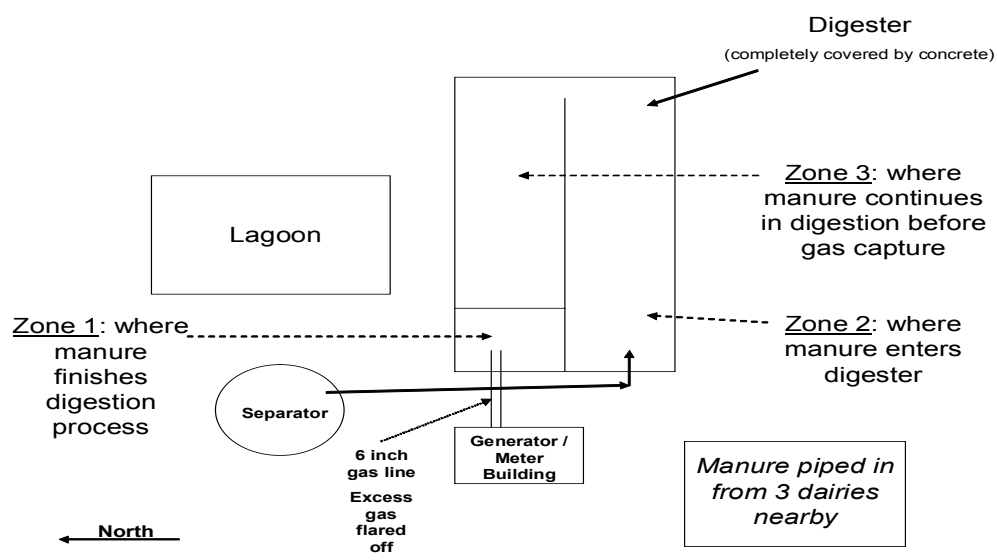 Digester
(completely covered by concrete)
Zone 3: where
manure continues
in digestion before
gas capture
Lagoon
Zone 1: where
manure
finishes
digestion
process
Zone 2: where
manure enters
digester
Separator
6 inch
gas line
Excess
gas
flared
off
Generator /
Meter
Building
Manure piped in
from 3 dairies
nearby
North